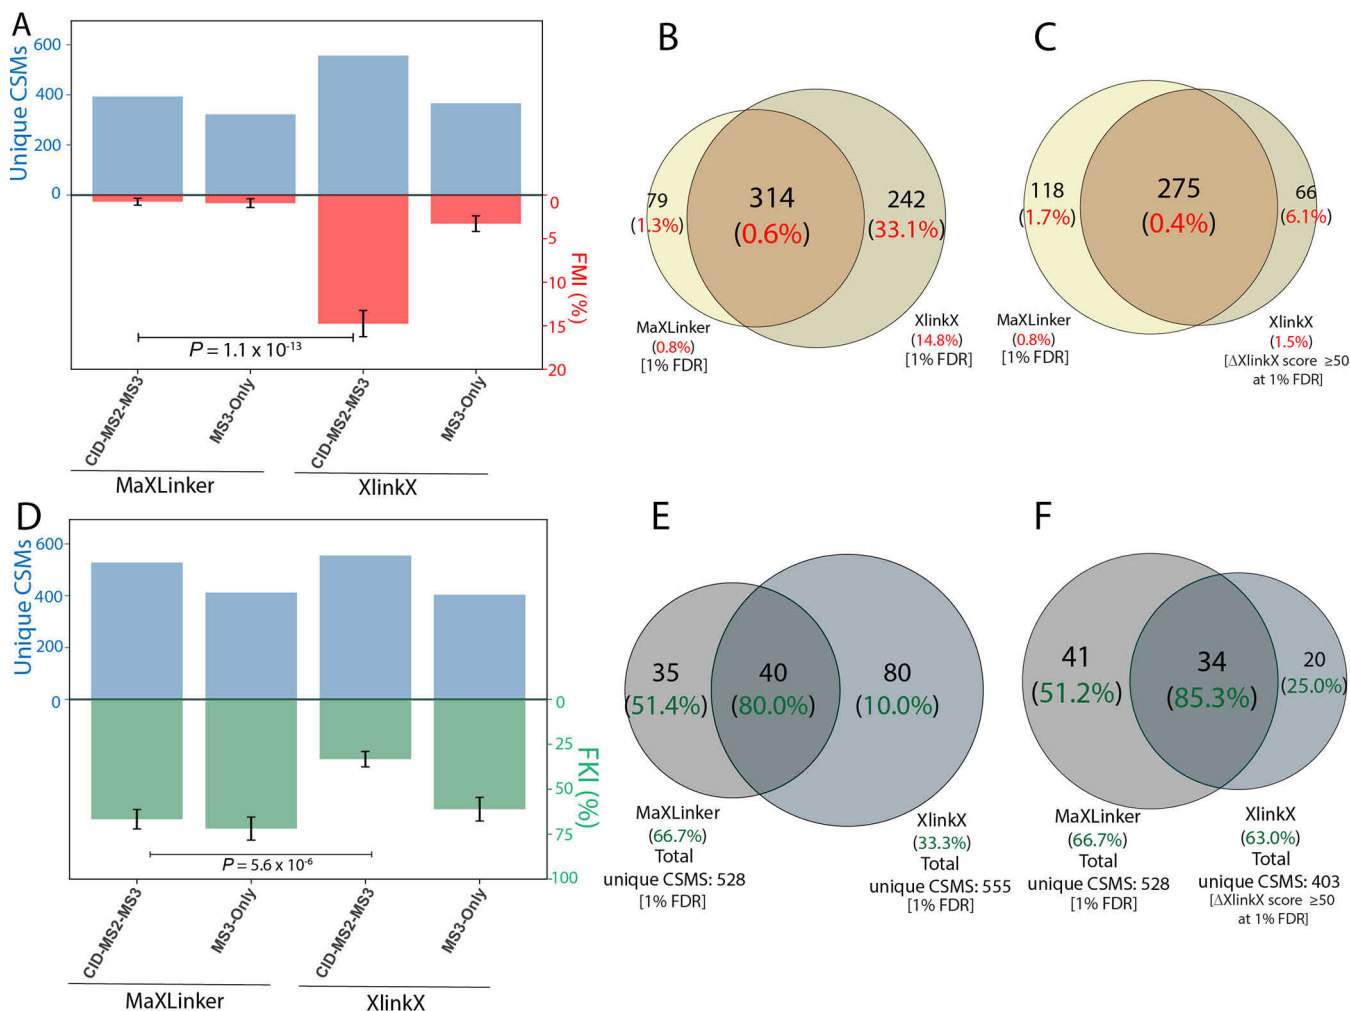 A
Unique CSMs
600
400
200
0
0
5
10
15
20
FMI (%)
P = 1.1 x 10-13
CID-MS2-MS3
MS3-Only
CID-MS2-MS3
MS3-Only
MaXLinker
XlinkX
B
79
(1.3%)
314
(0.6%)
242
(33.1%)
MaXLinker
(0.8%)
[1% FDR]
XlinkX
(14.8%)
[1% FDR]
C
118
(1.7%)
275
(0.4%)
66
(6.1%)
MaXLinker
(0.8%)
[1% FDR]
XlinkX
(1.5%)
[ΔXlinkX score ≥50
at 1% FDR]
D
Unique CSMs
600
400
200
0
0
25
50
75
100
FKI (%)
P = 5.6 x 10-6
CID-MS2-MS3
MS3-Only
CID-MS2-MS3
MS3-Only
MaXLinker
XlinkX
E
35
(51.4%)
40
(80.0%)
80
(10.0%)
MaXLinker
(66.7%)
Total
unique CSMS: 528
[1% FDR]
XlinkX
(33.3%)
Total
unique CSMS: 555
[1% FDR]
F
41
(51.2%)
34
(85.3%)
20
(25.0%)
MaXLinker
(66.7%)
Total
unique CSMS: 528
[1% FDR]
XlinkX
(63.0%)
Total
unique CSMS: 403
[ΔXlinkX score ≥50
at 1% FDR]